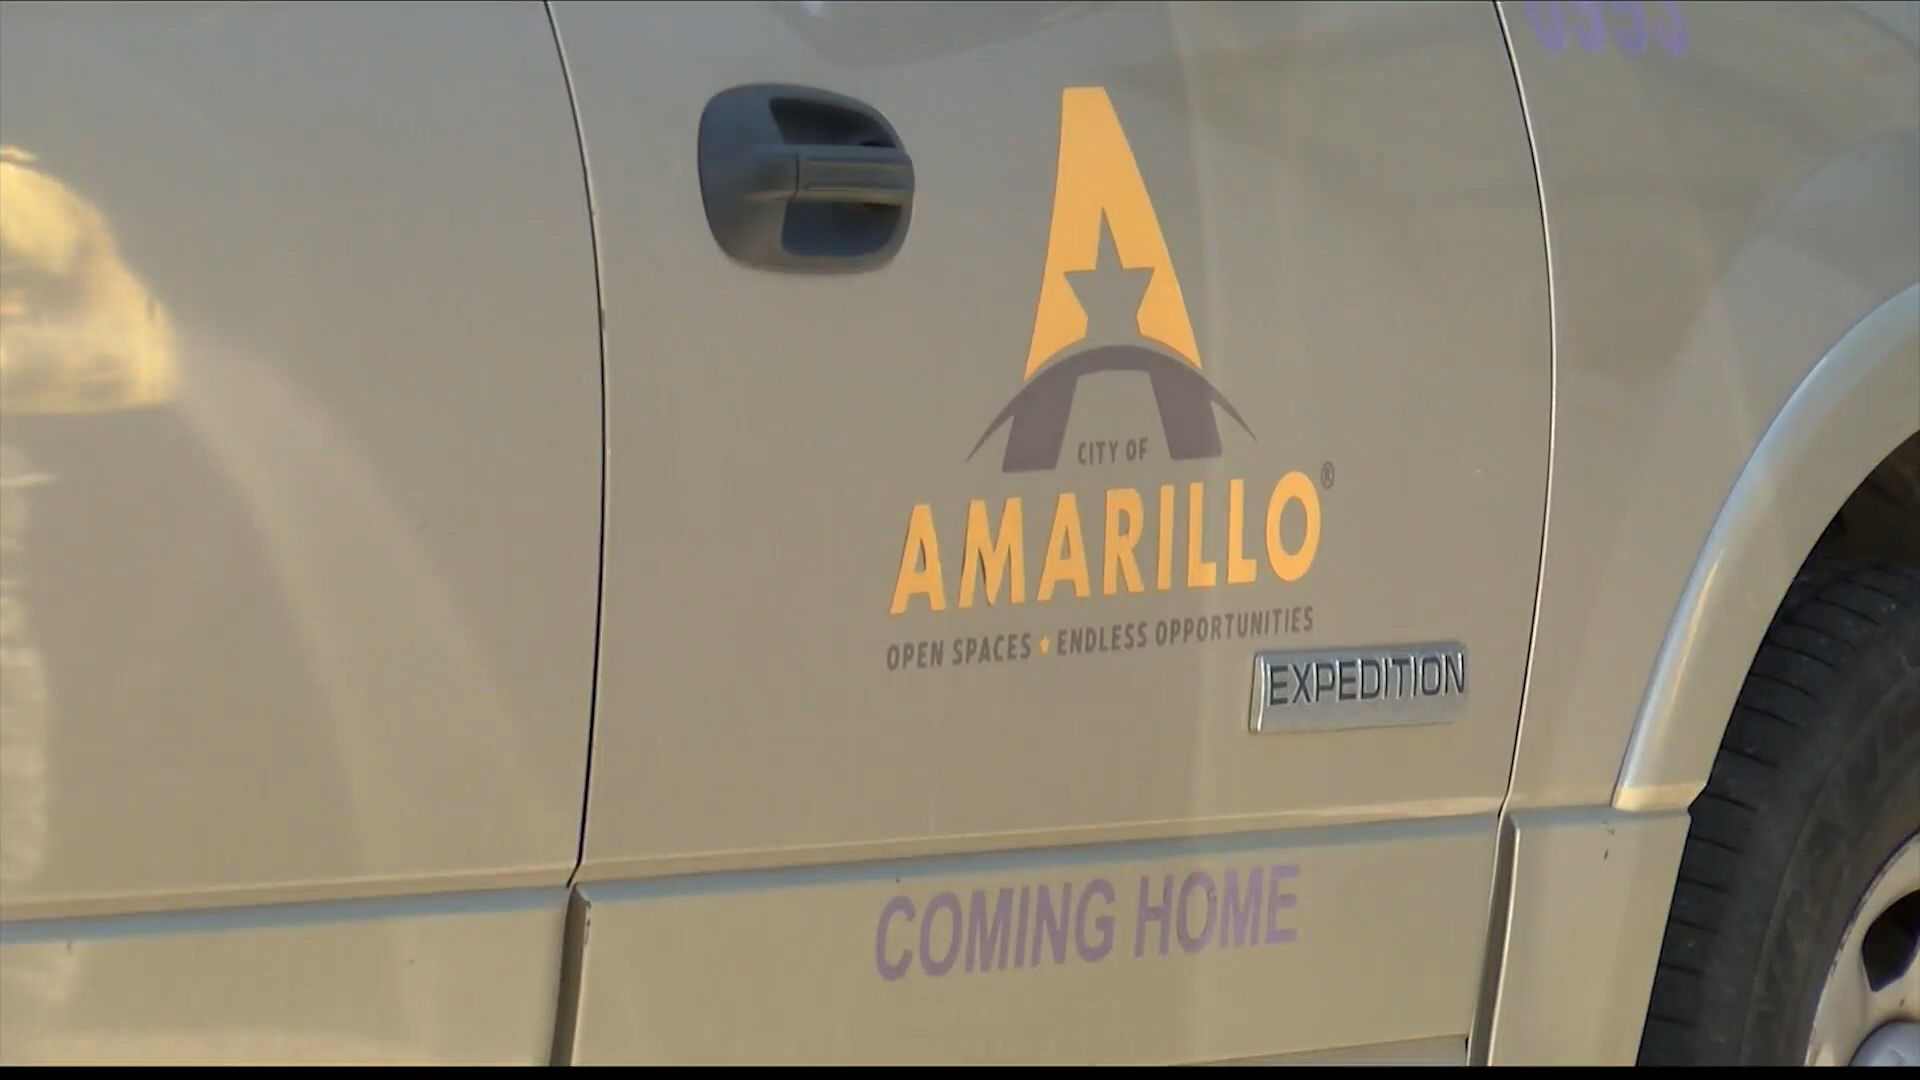 CITY OF
AMARILLO®
OPEN SPACES ★ ENDLESS OPPORTUNITIES
EXPEDITION
COMING HOME